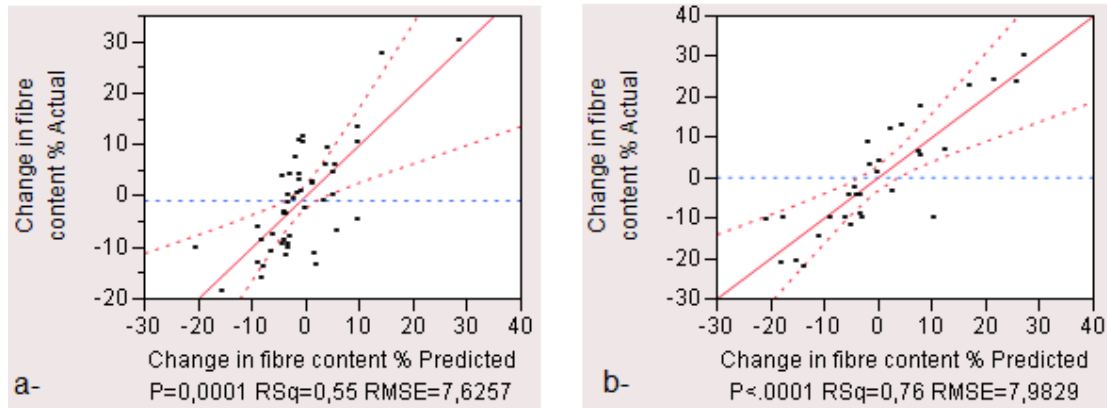 Change in fibre
content % Actual
30
20
10
0
-10
-20
-30 -20 -10 0 10 20 30 40
Change in fibre content % Predicted
a-
P=0,0001 RSq=0,55 RMSE=7,6257
Change in fibre
content % Actual
40
30
20
10
0
-10
-20
-30
-30 -20 -10 0 10 20 30 40
Change in fibre content % Predicted
b-
P<.0001 RSq=0,76 RMSE=7,9829